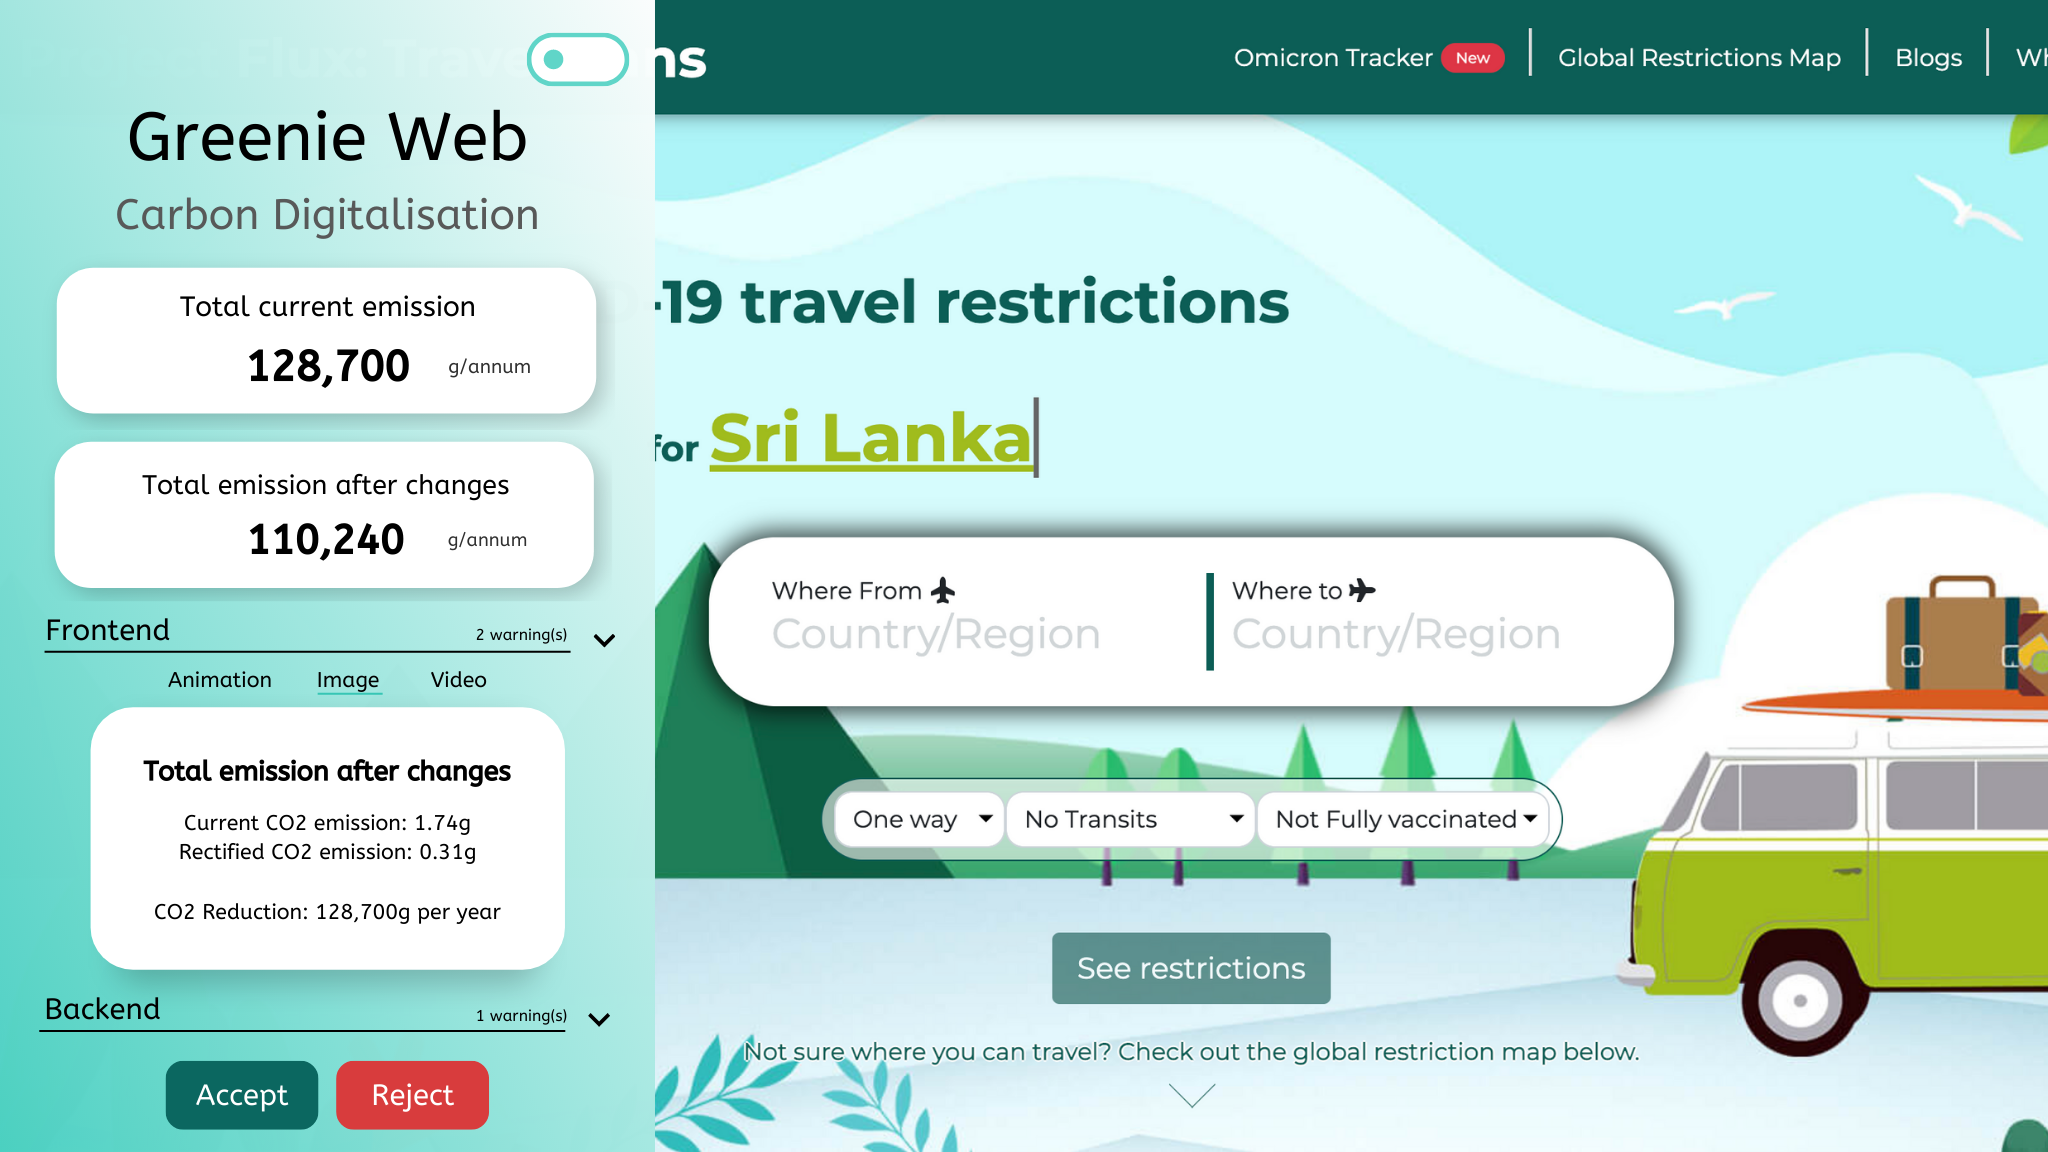 Greenie Web
Carbon Digitalisation
Total current emission
128,700 g/annum
Total emission after changes
110,240 g/annum
Frontend 2 warning(s)
Animation Image Video
Total emission after changes
Current CO2 emission: 1.74g
Rectified CO2 emission: 0.31g
CO2 Reduction: 128,700g per year
Backend 1 warning(s)
Accept Reject
ns
Omicron Tracker New Global Restrictions Map Blogs Wh
-19 travel restrictions
for Sri Lanka
Where From Where to
Country/Region Country/Region
One way No Transits Not Fully vaccinated
See restrictions
Not sure where you can travel? Check out the global restriction map below.